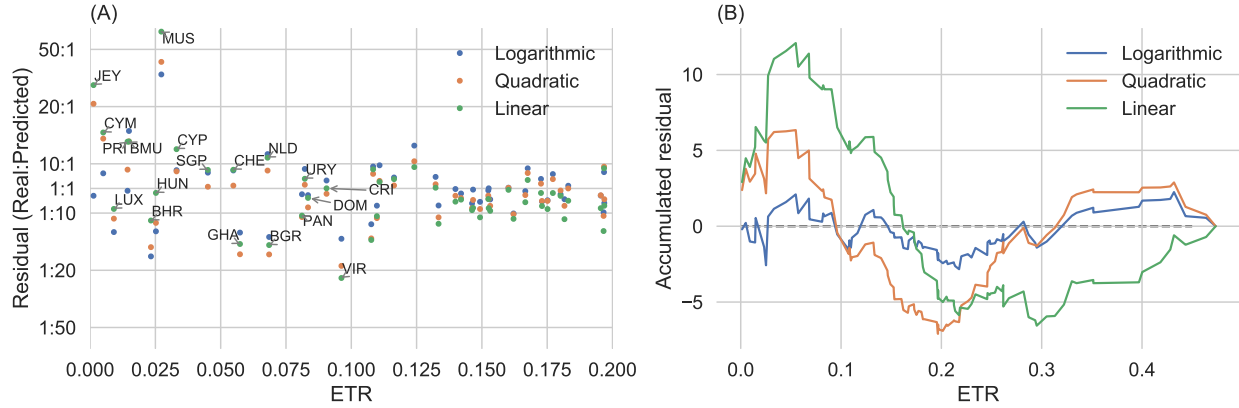 (A)
Residual (Real:Predicted)
50:1
20:1
10:1
1:1
1:10
1:20
1:50
MUS
JEY
CYM
PRI BMU
CYP
SGP
CHE
NLD
URY
CRI
DOM
PAN
HUN
LUX
BHR
GHA
BGR
VIR
Logarithmic
Quadratic
Linear
0.000 0.025 0.050 0.075 0.100 0.125 0.150 0.175 0.200
ETR
(B)
Accumulated residual
10
5
0
−5
Logarithmic
Quadratic
Linear
0.0 0.1 0.2 0.3 0.4
ETR